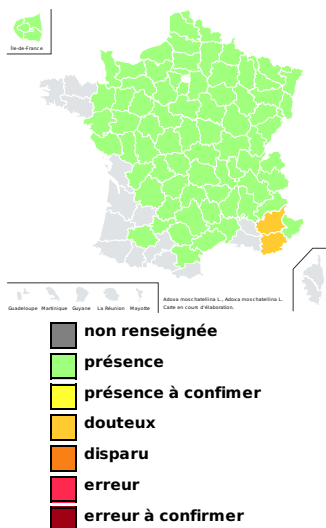 Île-de-France
Guadeloupe Martinique Guyane La Réunion Mayotte
Adoxa moschatellina L., Adoxa moschatellina L.
Carte en cours d'élaboration.
non renseignée
présence
présence à confimer
douteux
disparu
erreur
erreur à confirmer